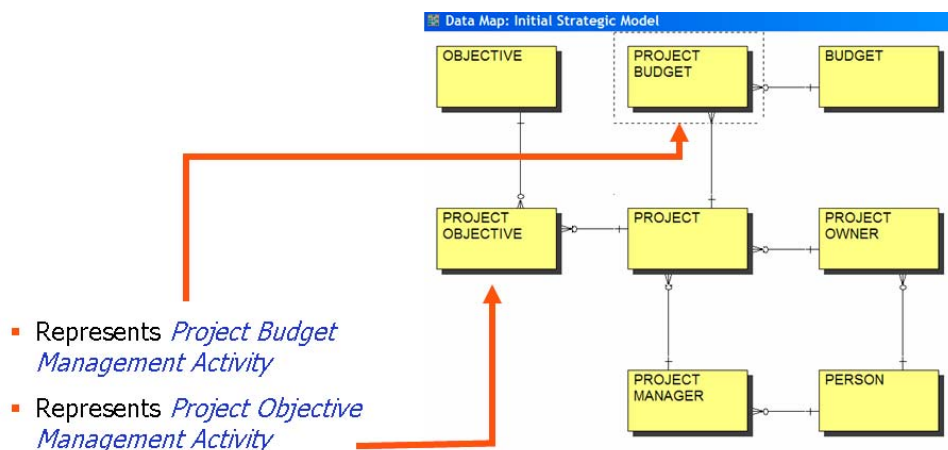 Data Map: Initial Strategic Model
OBJECTIVE
PROJECT
BUDGET
BUDGET
PROJECT
OBJECTIVE
PROJECT
PROJECT
OWNER
PROJECT
MANAGER
PERSON
Represents Project Budget
Management Activity
Represents Project Objective
Management Activity